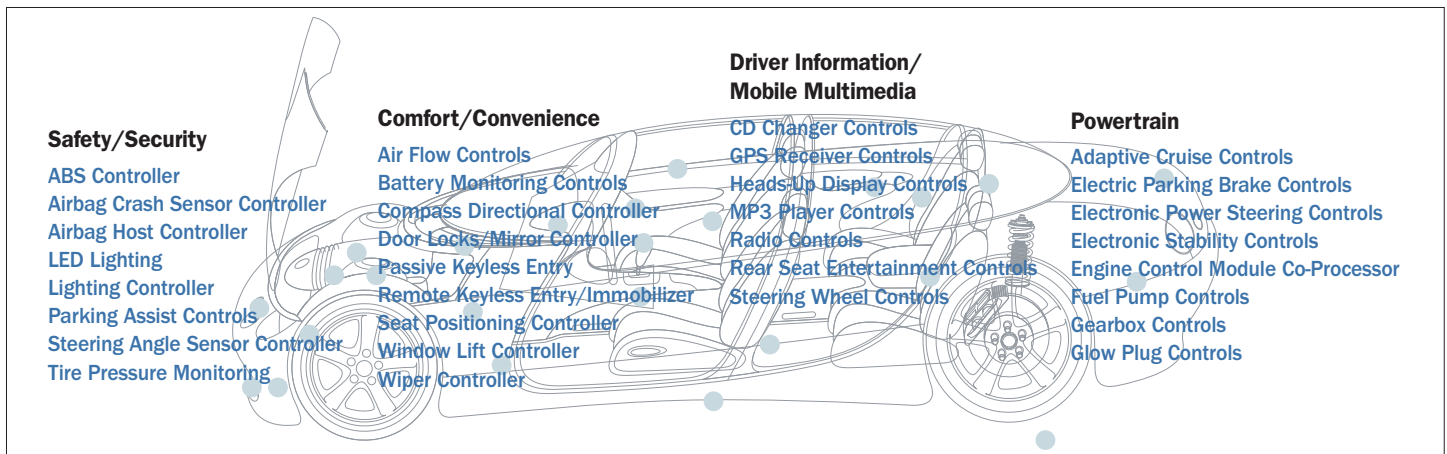 Safety/Security
ABS Controller
Airbag Crash Sensor Controller
Airbag Host Controller
LED Lighting
Lighting Controller
Parking Assist Controls
Steering Angle Sensor Controller
Tire Pressure Monitoring
Comfort/Convenience
Air Flow Controls
Battery Monitoring Controls
Compass Directional Controller
Door Locks/Mirror Controller
Passive Keyless Entry
Remote Keyless Entry/Immobilizer
Seat Positioning Controller
Window Lift Controller
Wiper Controller
Driver Information/
Mobile Multimedia
CD Changer Controls
GPS Receiver Controls
Heads-Up Display Controls
MP3 Player Controls
Radio Controls
Rear Seat Entertainment Controls
Steering Wheel Controls
Powertrain
Adaptive Cruise Controls
Electric Parking Brake Controls
Electronic Power Steering Controls
Electronic Stability Controls
Engine Control Module Co-Processor
Fuel Pump Controls
Gearbox Controls
Glow Plug Controls